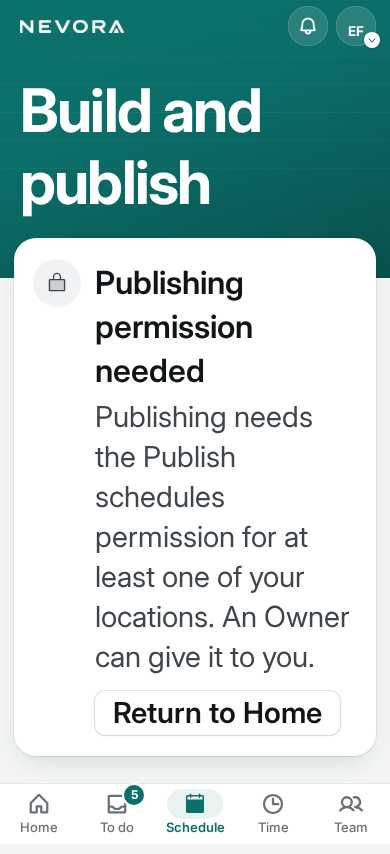 NEVORA
EF
Build and
publish
Publishing
permission
needed
Publishing needs
the Publish
schedules
permission for at
least one of your
locations. An Owner
can give it to you.
Return to Home
5
Home
To do
Schedule
Time
Team